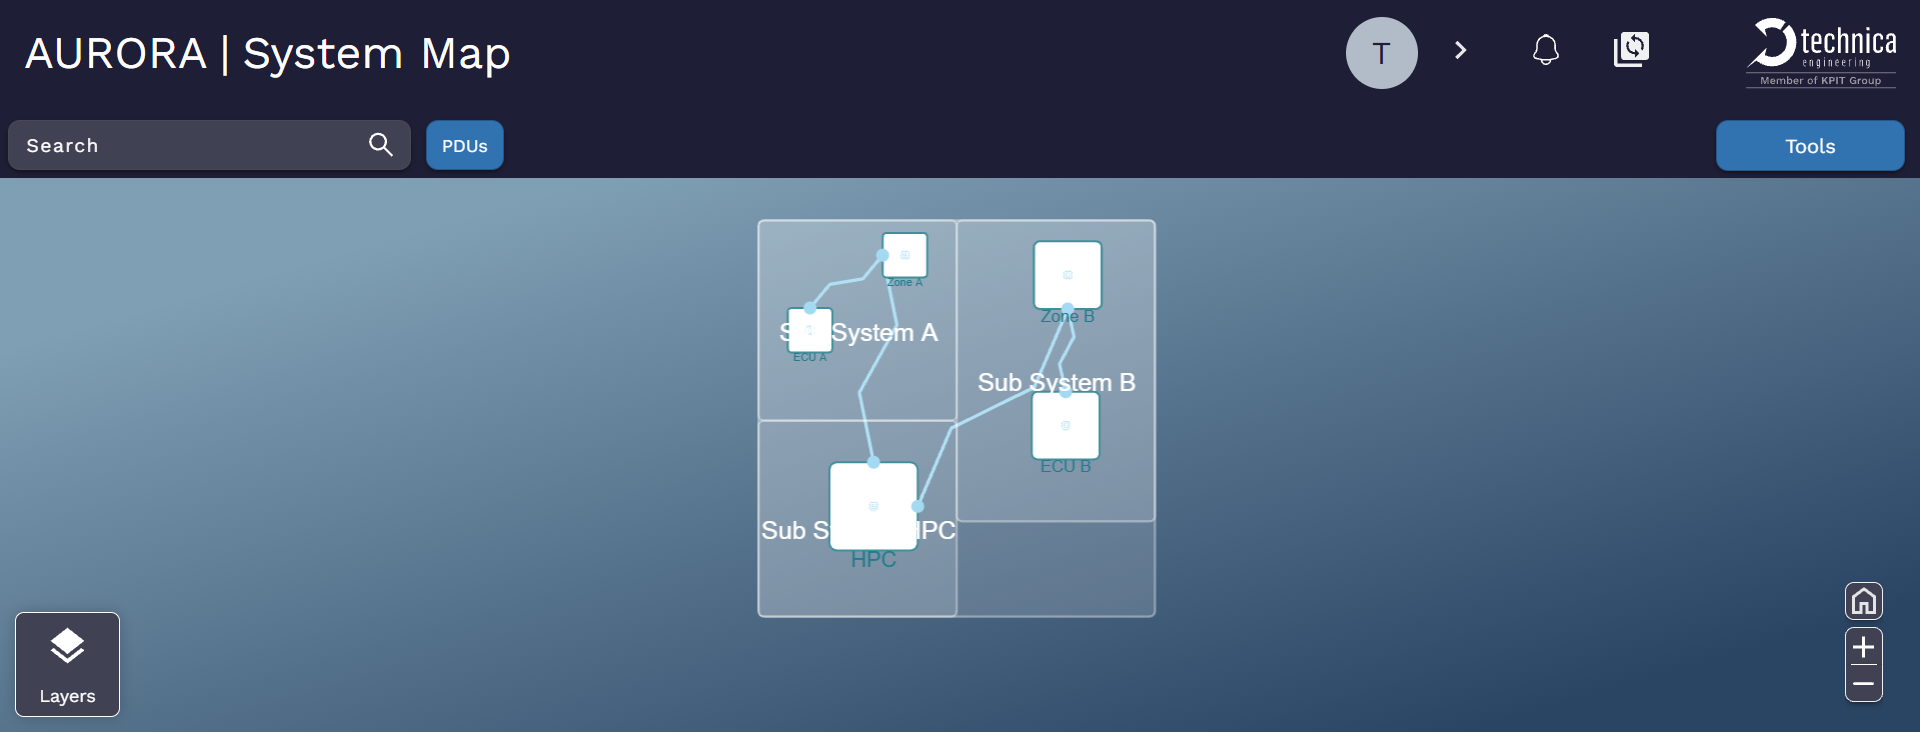 AURORA | System Map
T
technica
engineering
Member of KPIT Group
Search
PDUs
Tools
Zone A
System A
ECU A
Zone B
Sub System B
ECU B
Sub S
HPC
HPC
Layers